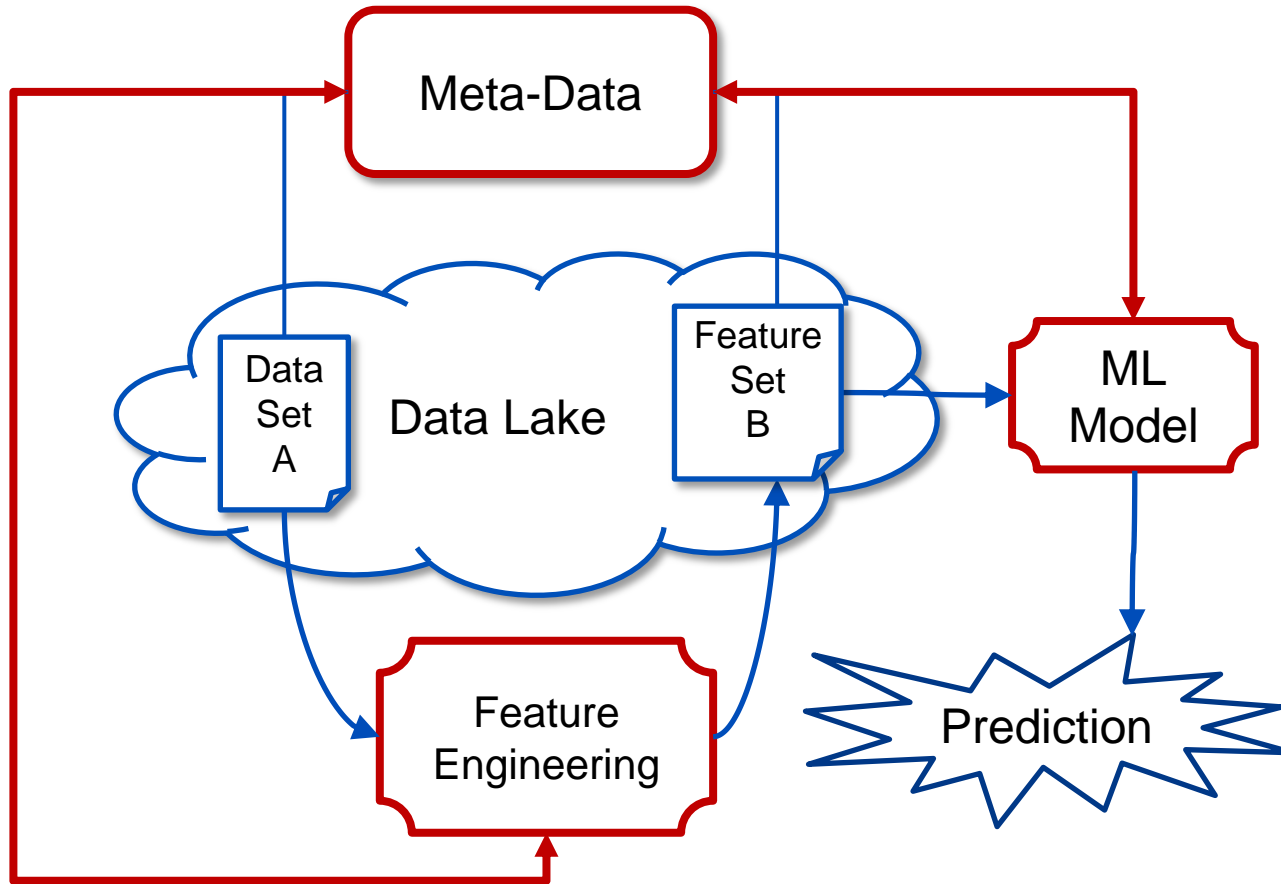 Meta-Data
Data
Set
A
Data Lake
Feature
Set
B
ML
Model
Feature
Engineering
Prediction